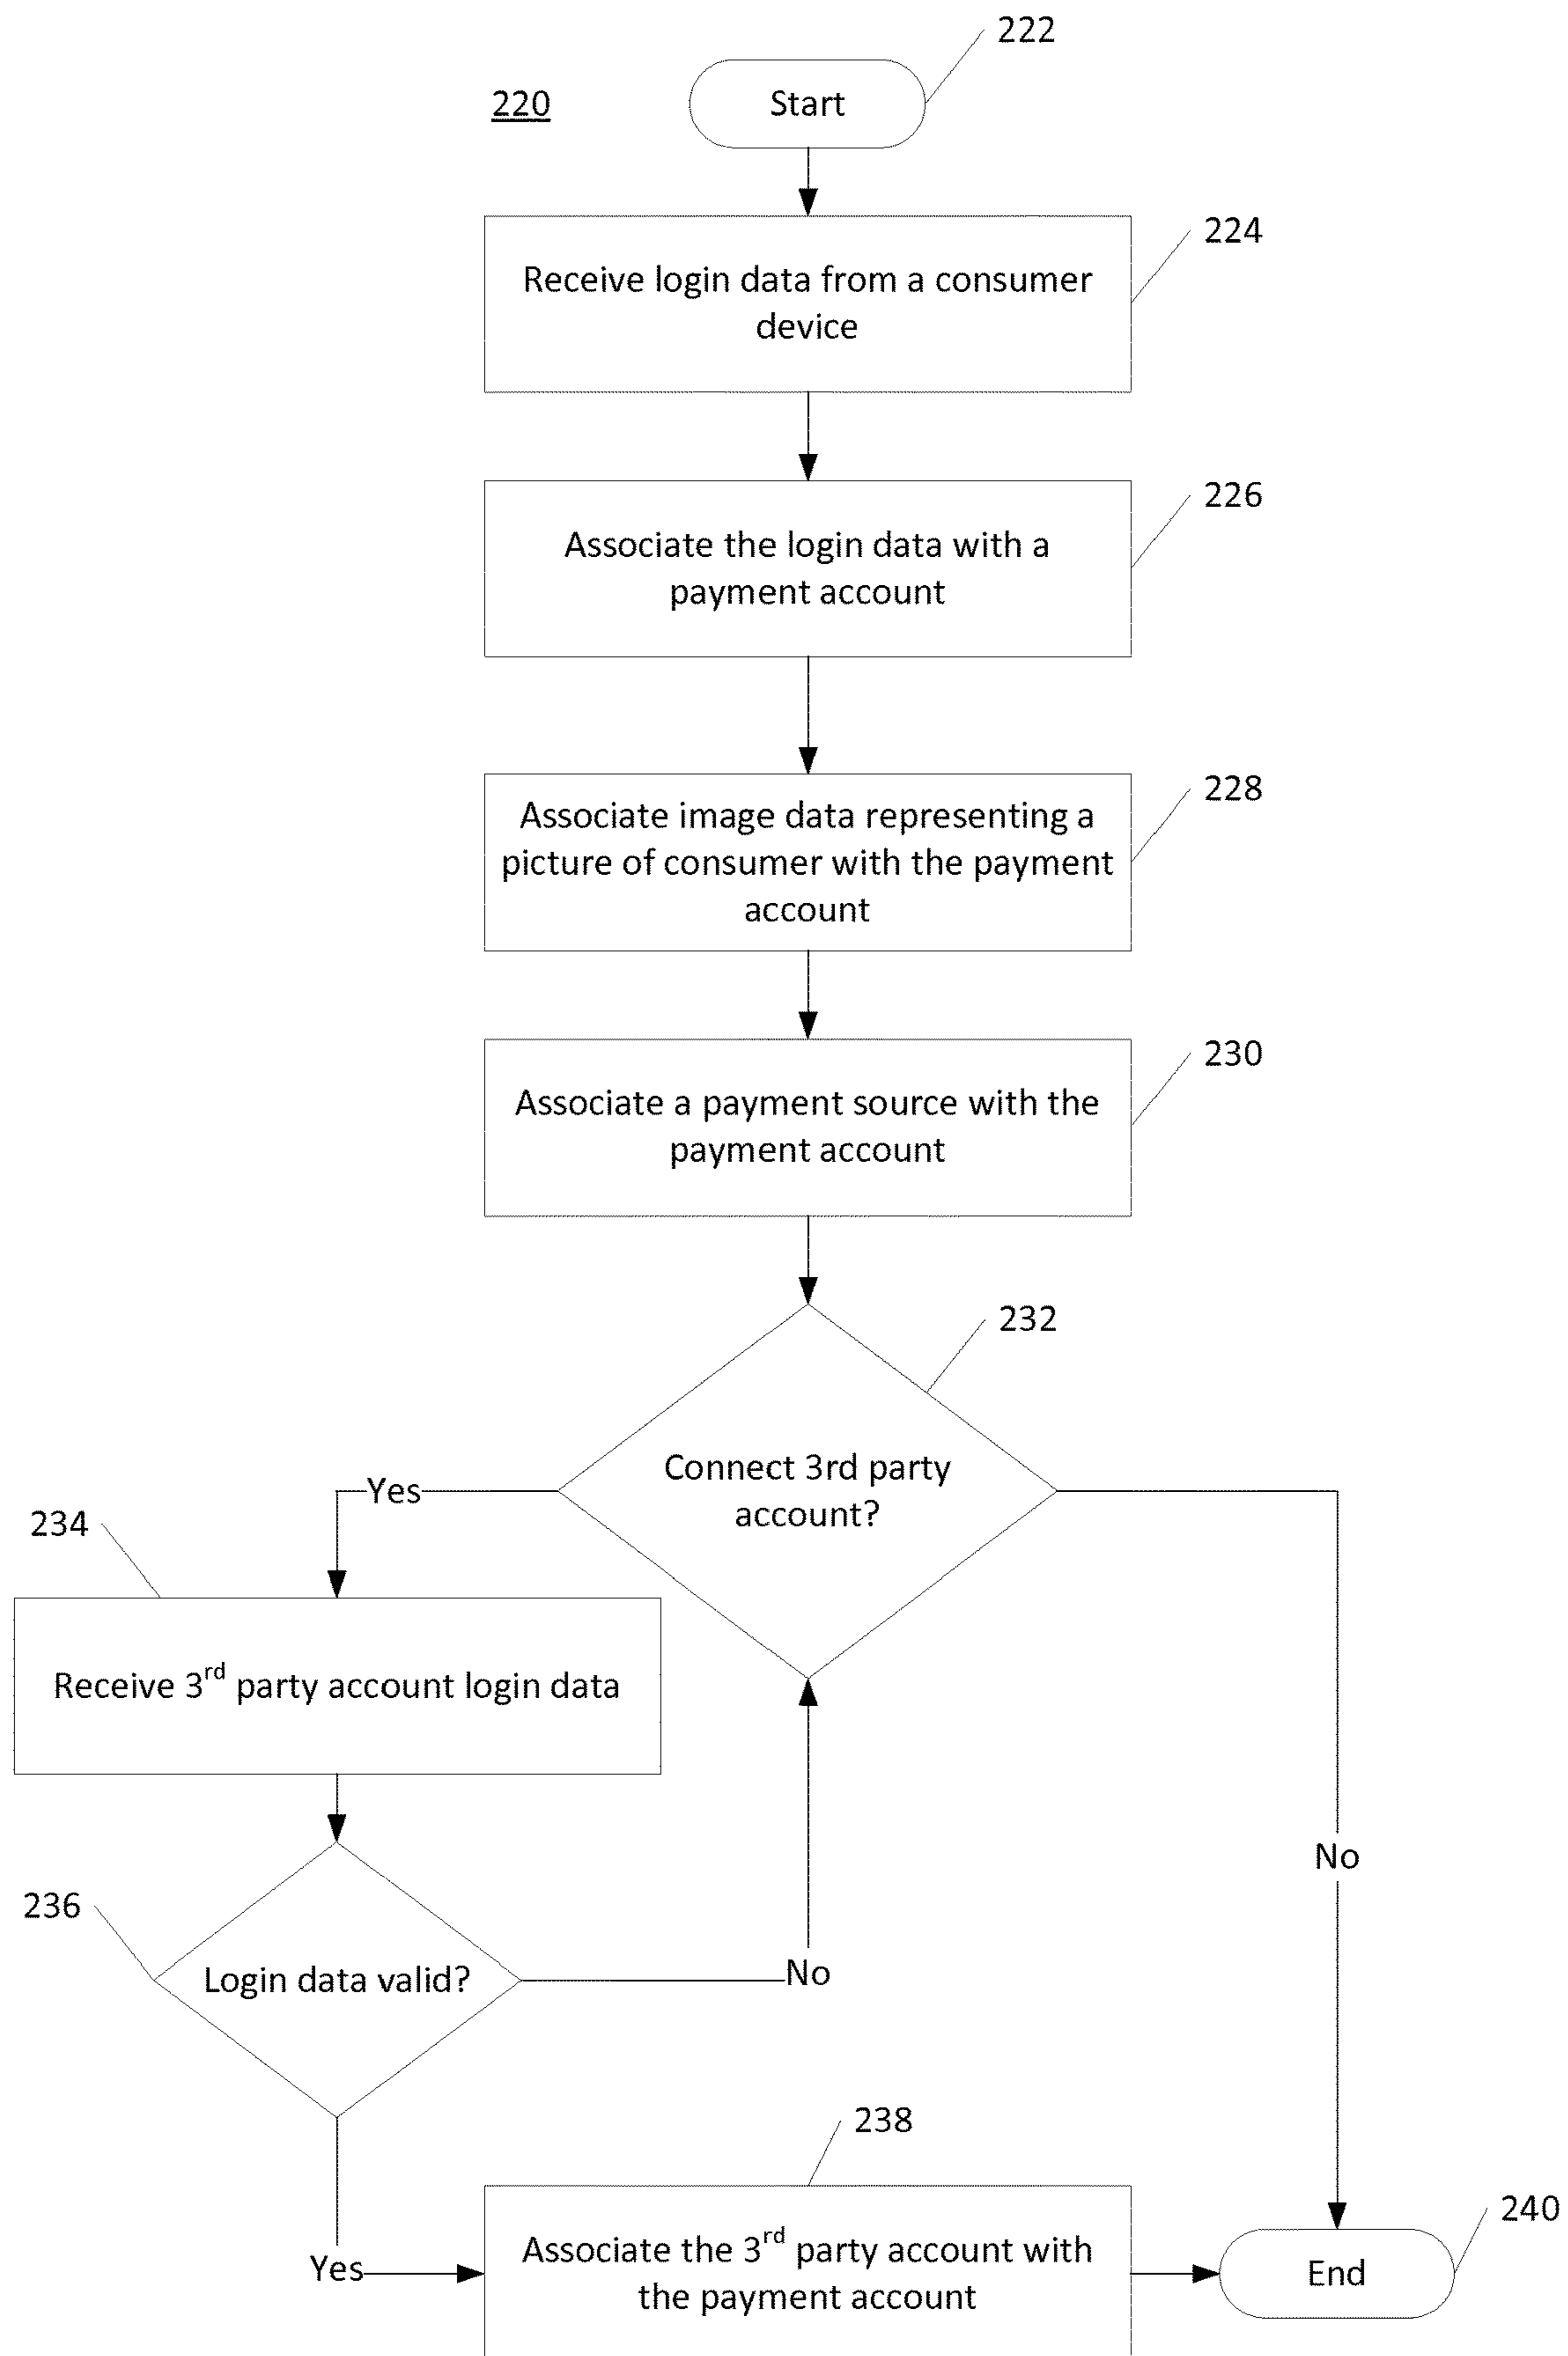 222
220
Start
224
Receive login data from a consumer
device
226
Associate the login data with a
payment account
228
Associate image data representing a
picture of consumer with the payment
account
230
Associate a payment source with the
payment account
232
Connect 3rd party
account?
Yes
234
Receive 3rd party account login data
No
236
Login data valid?
No
238
240
Associate the 3rd party account with
the payment account
Yes
End